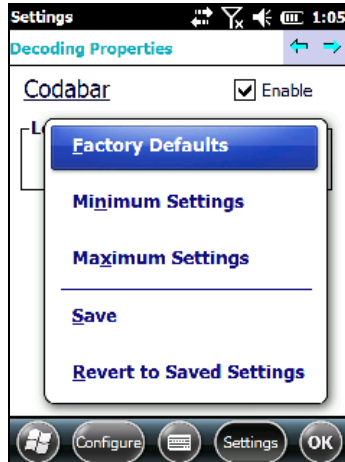 Settings 1:05
Decoding Properties
Codabar Enable
Factory Defaults
Minimum Settings
Maximum Settings
Save
Revert to Saved Settings
Configure Settings OK